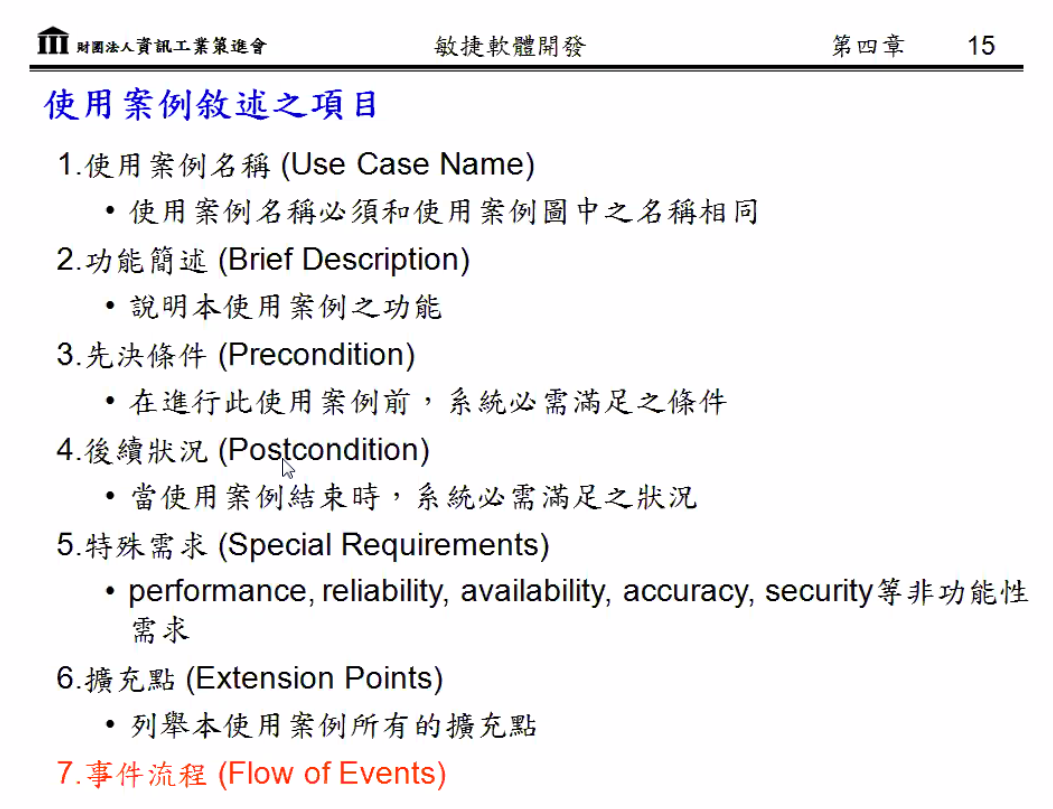 財團法人資訊工業策進會 敏捷軟體開發 第四章 15
使用案例敘述之項目
1.使用案例名稱 (Use Case Name)
• 使用案例名稱必須和使用案例圖中之名稱相同
2.功能簡述 (Brief Description)
• 說明本使用案例之功能
3.先決條件 (Precondition)
• 在進行此使用案例前，系統必需滿足之條件
4.後續狀況 (Postcondition)
• 當使用案例結束時，系統必需滿足之狀況
5.特殊需求 (Special Requirements)
• performance, reliability, availability, accuracy, security等非功能性
需求
6.擴充點 (Extension Points)
• 列舉本使用案例所有的擴充點
7.事件流程 (Flow of Events)